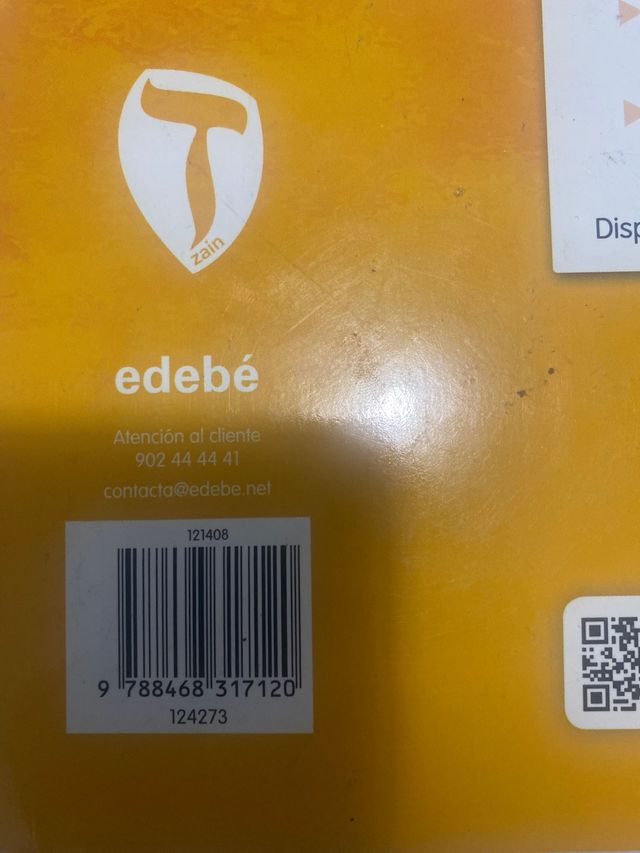 zain
Disp
edebé
Atención al cliente
902 44 44 41
contacta@edebe.net
121408
9 788468 317120
124273